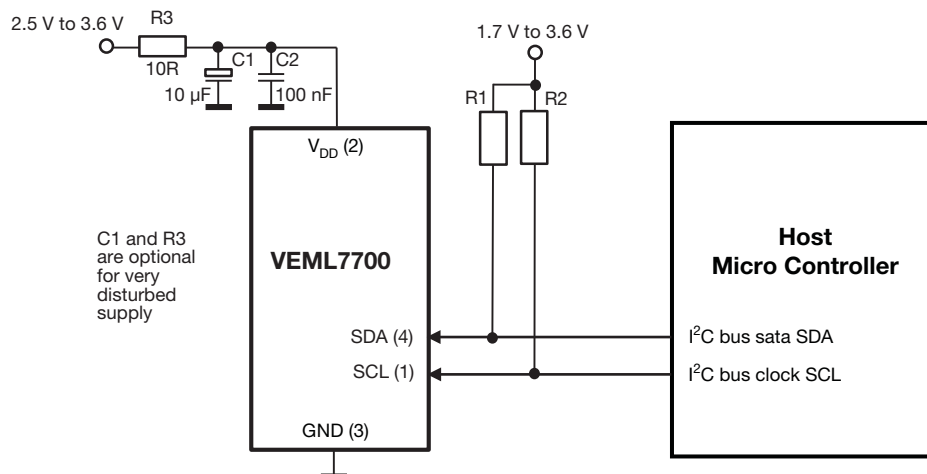 2.5 V to 3.6 V
R3
10R
C1
10 µF
C2
100 nF
1.7 V to 3.6 V
R1
R2
V_DD (2)
VEML7700
C1 and R3
are optional
for very
disturbed
supply
SDA (4)
SCL (1)
GND (3)
Host
Micro Controller
I²C bus sata SDA
I²C bus clock SCL